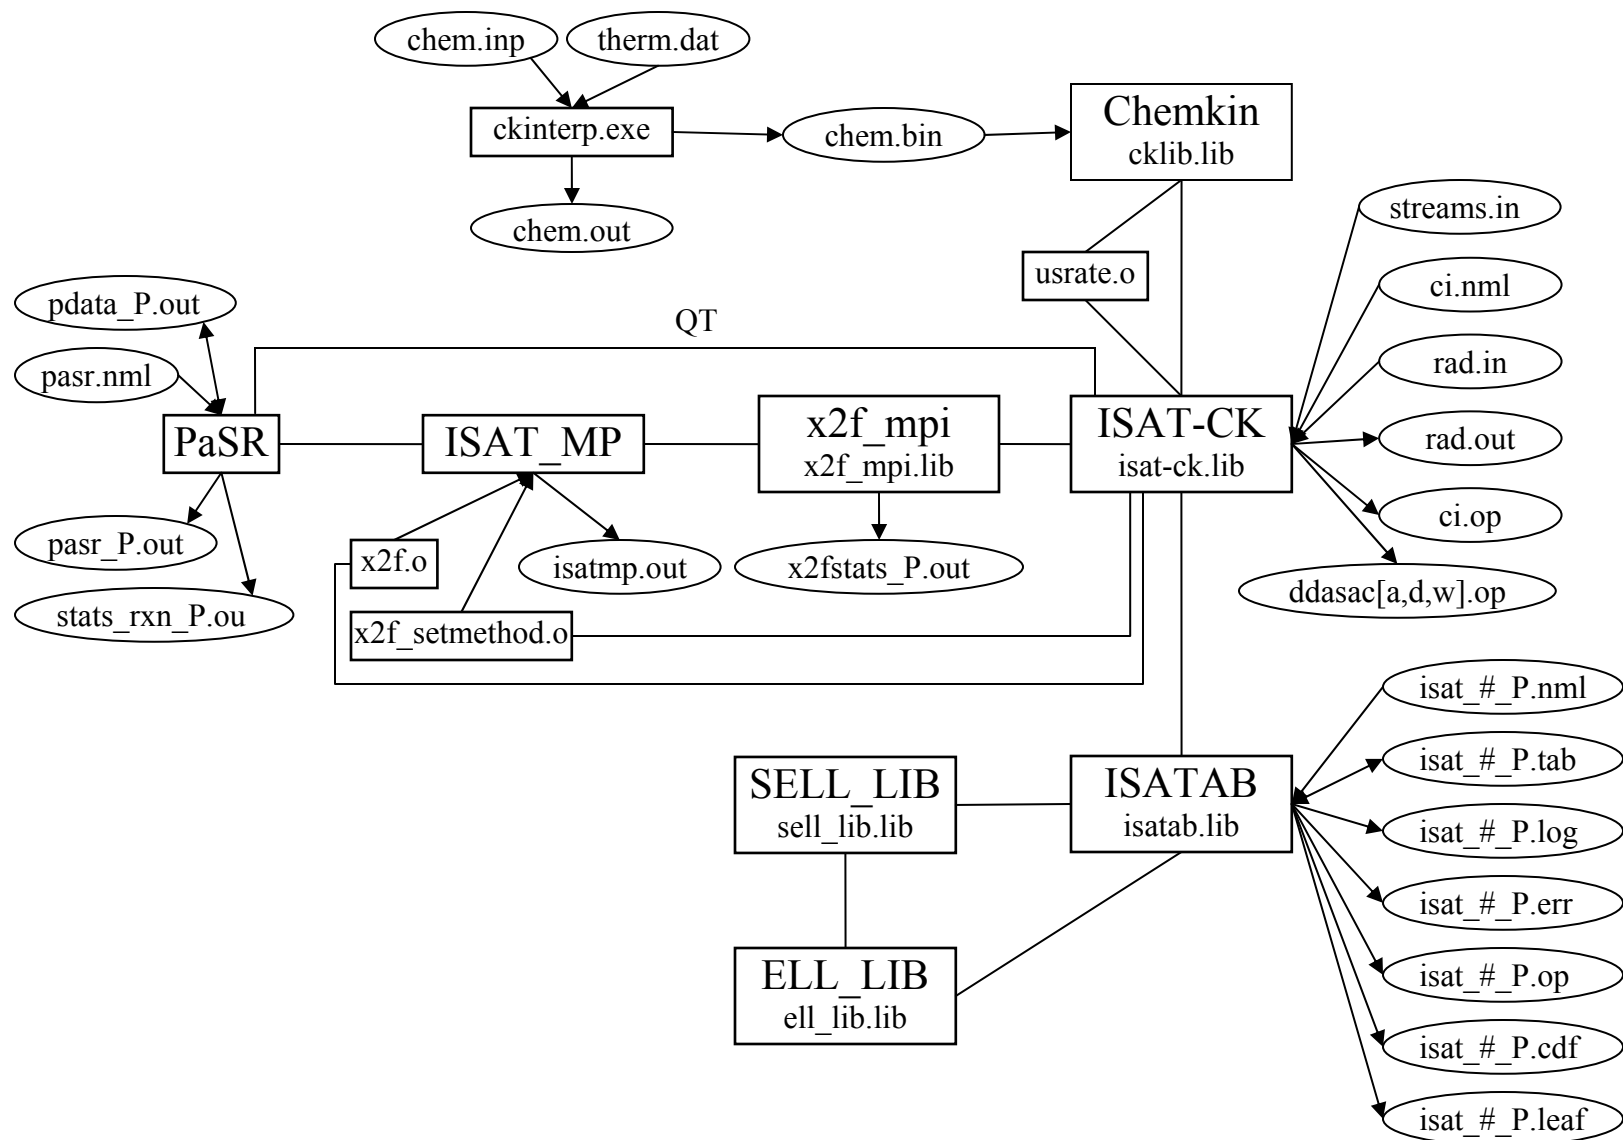 chem.inp
therm.dat
ckinterp.exe
chem.bin
Chemkin
cklib.lib
chem.out
streams.in
usrate.o
ci.nml
pdata_P.out
QT
rad.in
pasr.nml
PaSR
ISAT_MP
x2f_mpi
x2f_mpi.lib
ISAT-CK
isat-ck.lib
rad.out
ci.op
pasr_P.out
x2f.o
isatmp.out
x2fstats_P.out
ddasac[a,d,w].op
stats_rxn_P.ou
x2f_setmethod.o
isat_#_P.nml
SELL_LIB
sell_lib.lib
ISATAB
isatab.lib
isat_#_P.tab
isat_#_P.log
isat_#_P.err
ELL_LIB
ell_lib.lib
isat_#_P.op
isat_#_P.cdf
isat_#_P.leaf